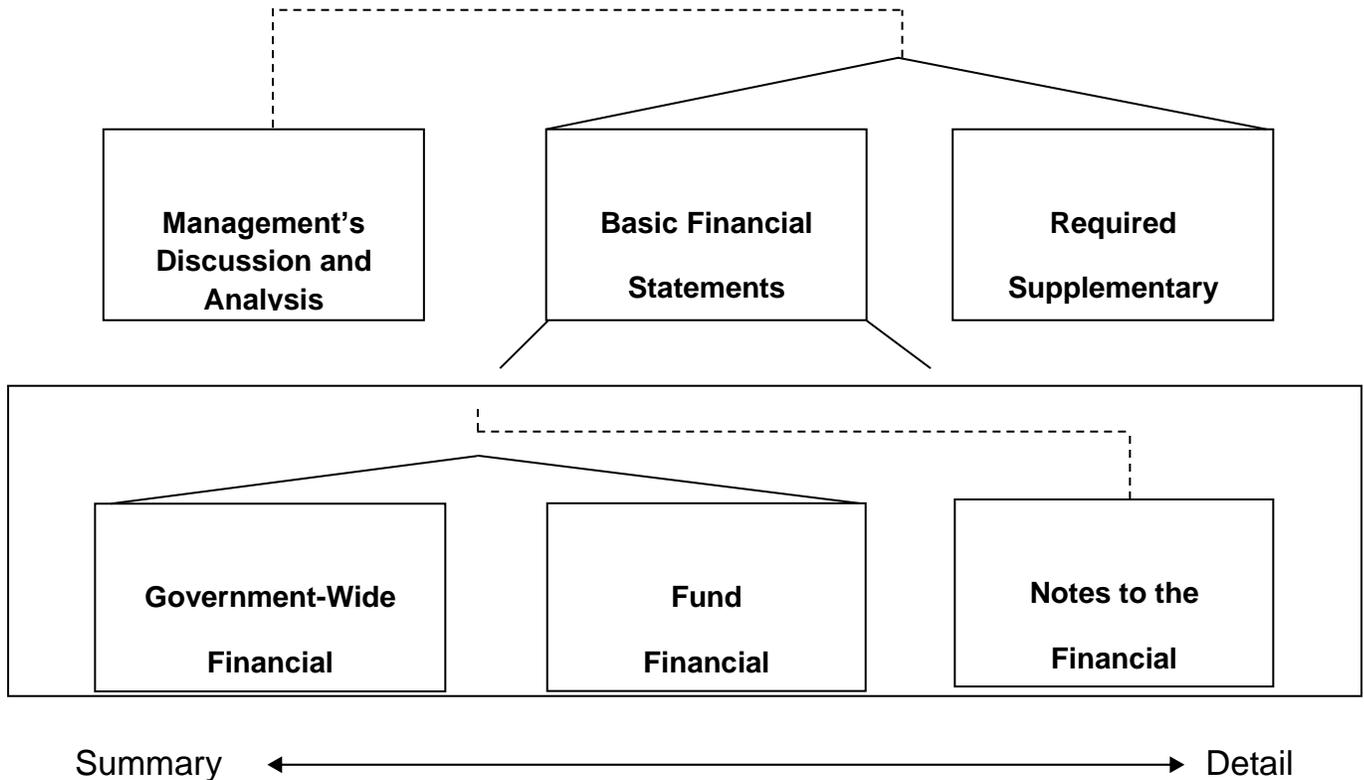 Management’s
Discussion and
Analysis
Basic Financial
Statements
Required
Supplementary
Government-Wide
Financial
Fund
Financial
Notes to the
Financial
Summary
Detail